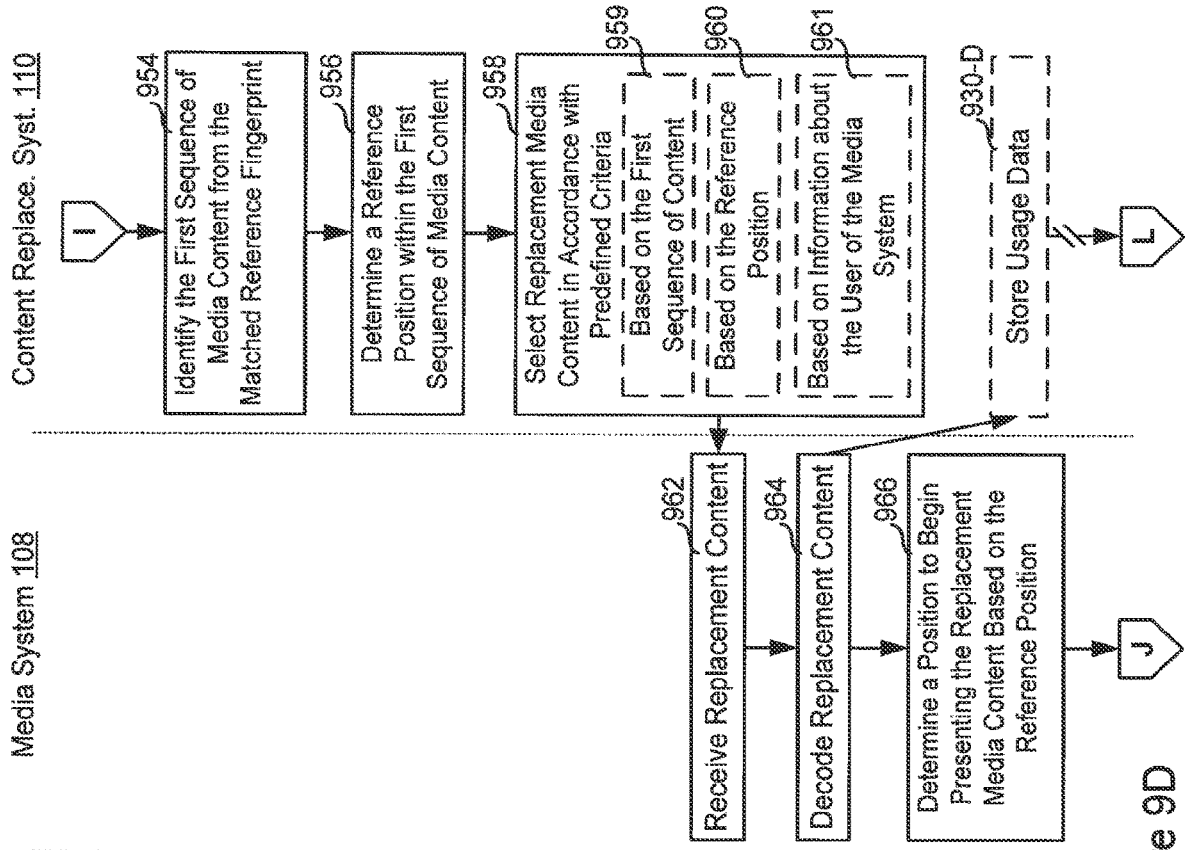 Media System 108
Content Replace. Syst. 110
I
954
Identify the First Sequence of
Media Content from the
Matched Reference Fingerprint
956
Determine a Reference
Position within the First
Sequence of Media Content
958
Select Replacement Media
Content in Accordance with
Predefined Criteria
959
Based on the First
Sequence of Content
960
Based on the Reference
Position
961
Based on Information about
the User of the Media
System
962
Receive Replacement Content
964
Decode Replacement Content
930-D
Store Usage Data
966
Determine a Position to Begin
Presenting the Replacement
Media Content Based on the
Reference Position
J
L
e 9D